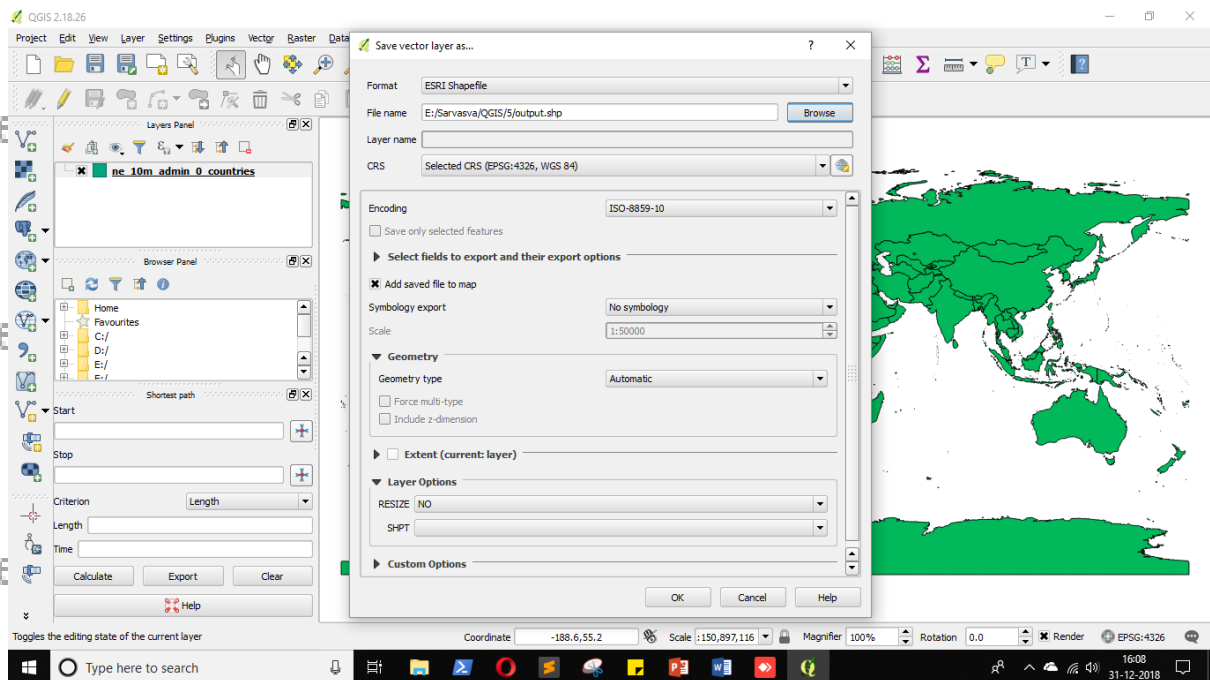 QGIS 2.18.26
Project Edit View Layer Settings Plugins Vector Raster Data
Save vector layer as...
?
Format ESRI Shapefile
File name E:/Sarvasva/QGIS/5/output.shp Browse
Layer name
CRS Selected CRS (EPSG:4326, WGS 84)
Encoding ISO-8859-10
Save only selected features
Select fields to export and their export options
Add saved file to map
Symbology export No symbology
Scale 1:50000
Geometry
Geometry type Automatic
Force multi-type
Include z-dimension
Extent (current: layer)
Layer Options
RESIZE NO
SHPT
Custom Options
OK Cancel Help
Layers Panel
ne_10m_admin_0_countries
Browser Panel
Home
Favourites
C:/
D:/
E:/
Shortest path
Start
Stop
Criterion Length
Length
Time
Calculate Export Clear
Help
Toggles the editing state of the current layer
Coordinate -188.6,55.2
Scale :150,897,116
Magnifier 100%
Rotation 0.0
Render
EPSG:4326
Type here to search
16:08
31-12-2018